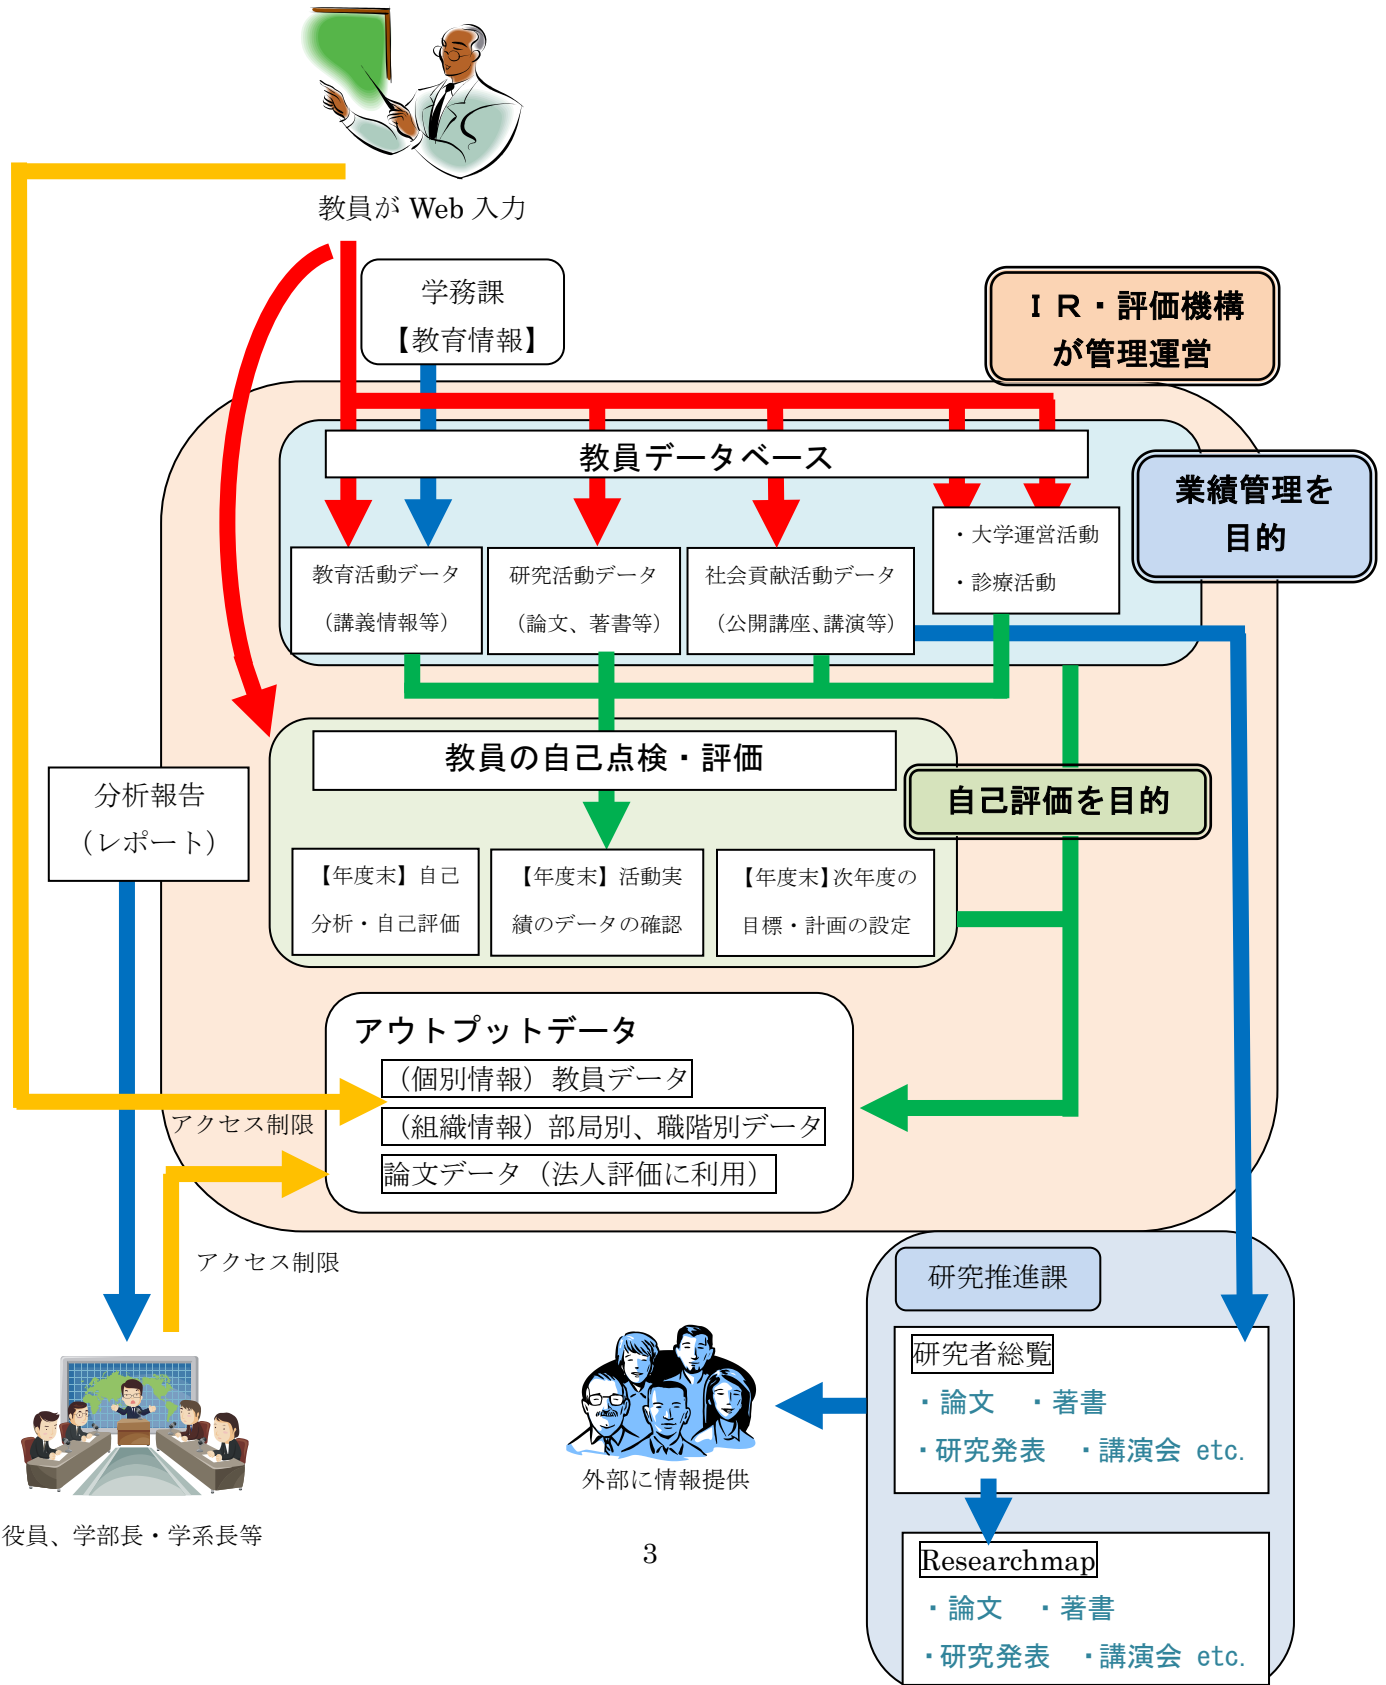 教員が Web 入力
学務課
【教育情報】
ＩＲ・評価機構
が管理運営
教員データベース
業績管理を
目的
教育活動データ
（講義情報等）
研究活動データ
（論文、著書等）
社会貢献活動データ
（公開講座、講演等）
・大学運営活動
・診療活動
教員の自己点検・評価
自己評価を目的
分析報告
（レポート）
【年度末】自己
分析・自己評価
【年度末】活動実
績のデータの確認
【年度末】次年度の
目標・計画の設定
アウトプットデータ
（個別情報）教員データ
（組織情報）部局別、職階別データ
論文データ（法人評価に利用）
アクセス制限
アクセス制限
役員、学部長・学系長等
外部に情報提供
研究推進課
研究者総覧
・論文　・著書
・研究発表　・講演会 etc.
Researchmap
・論文　・著書
・研究発表　・講演会 etc.
3